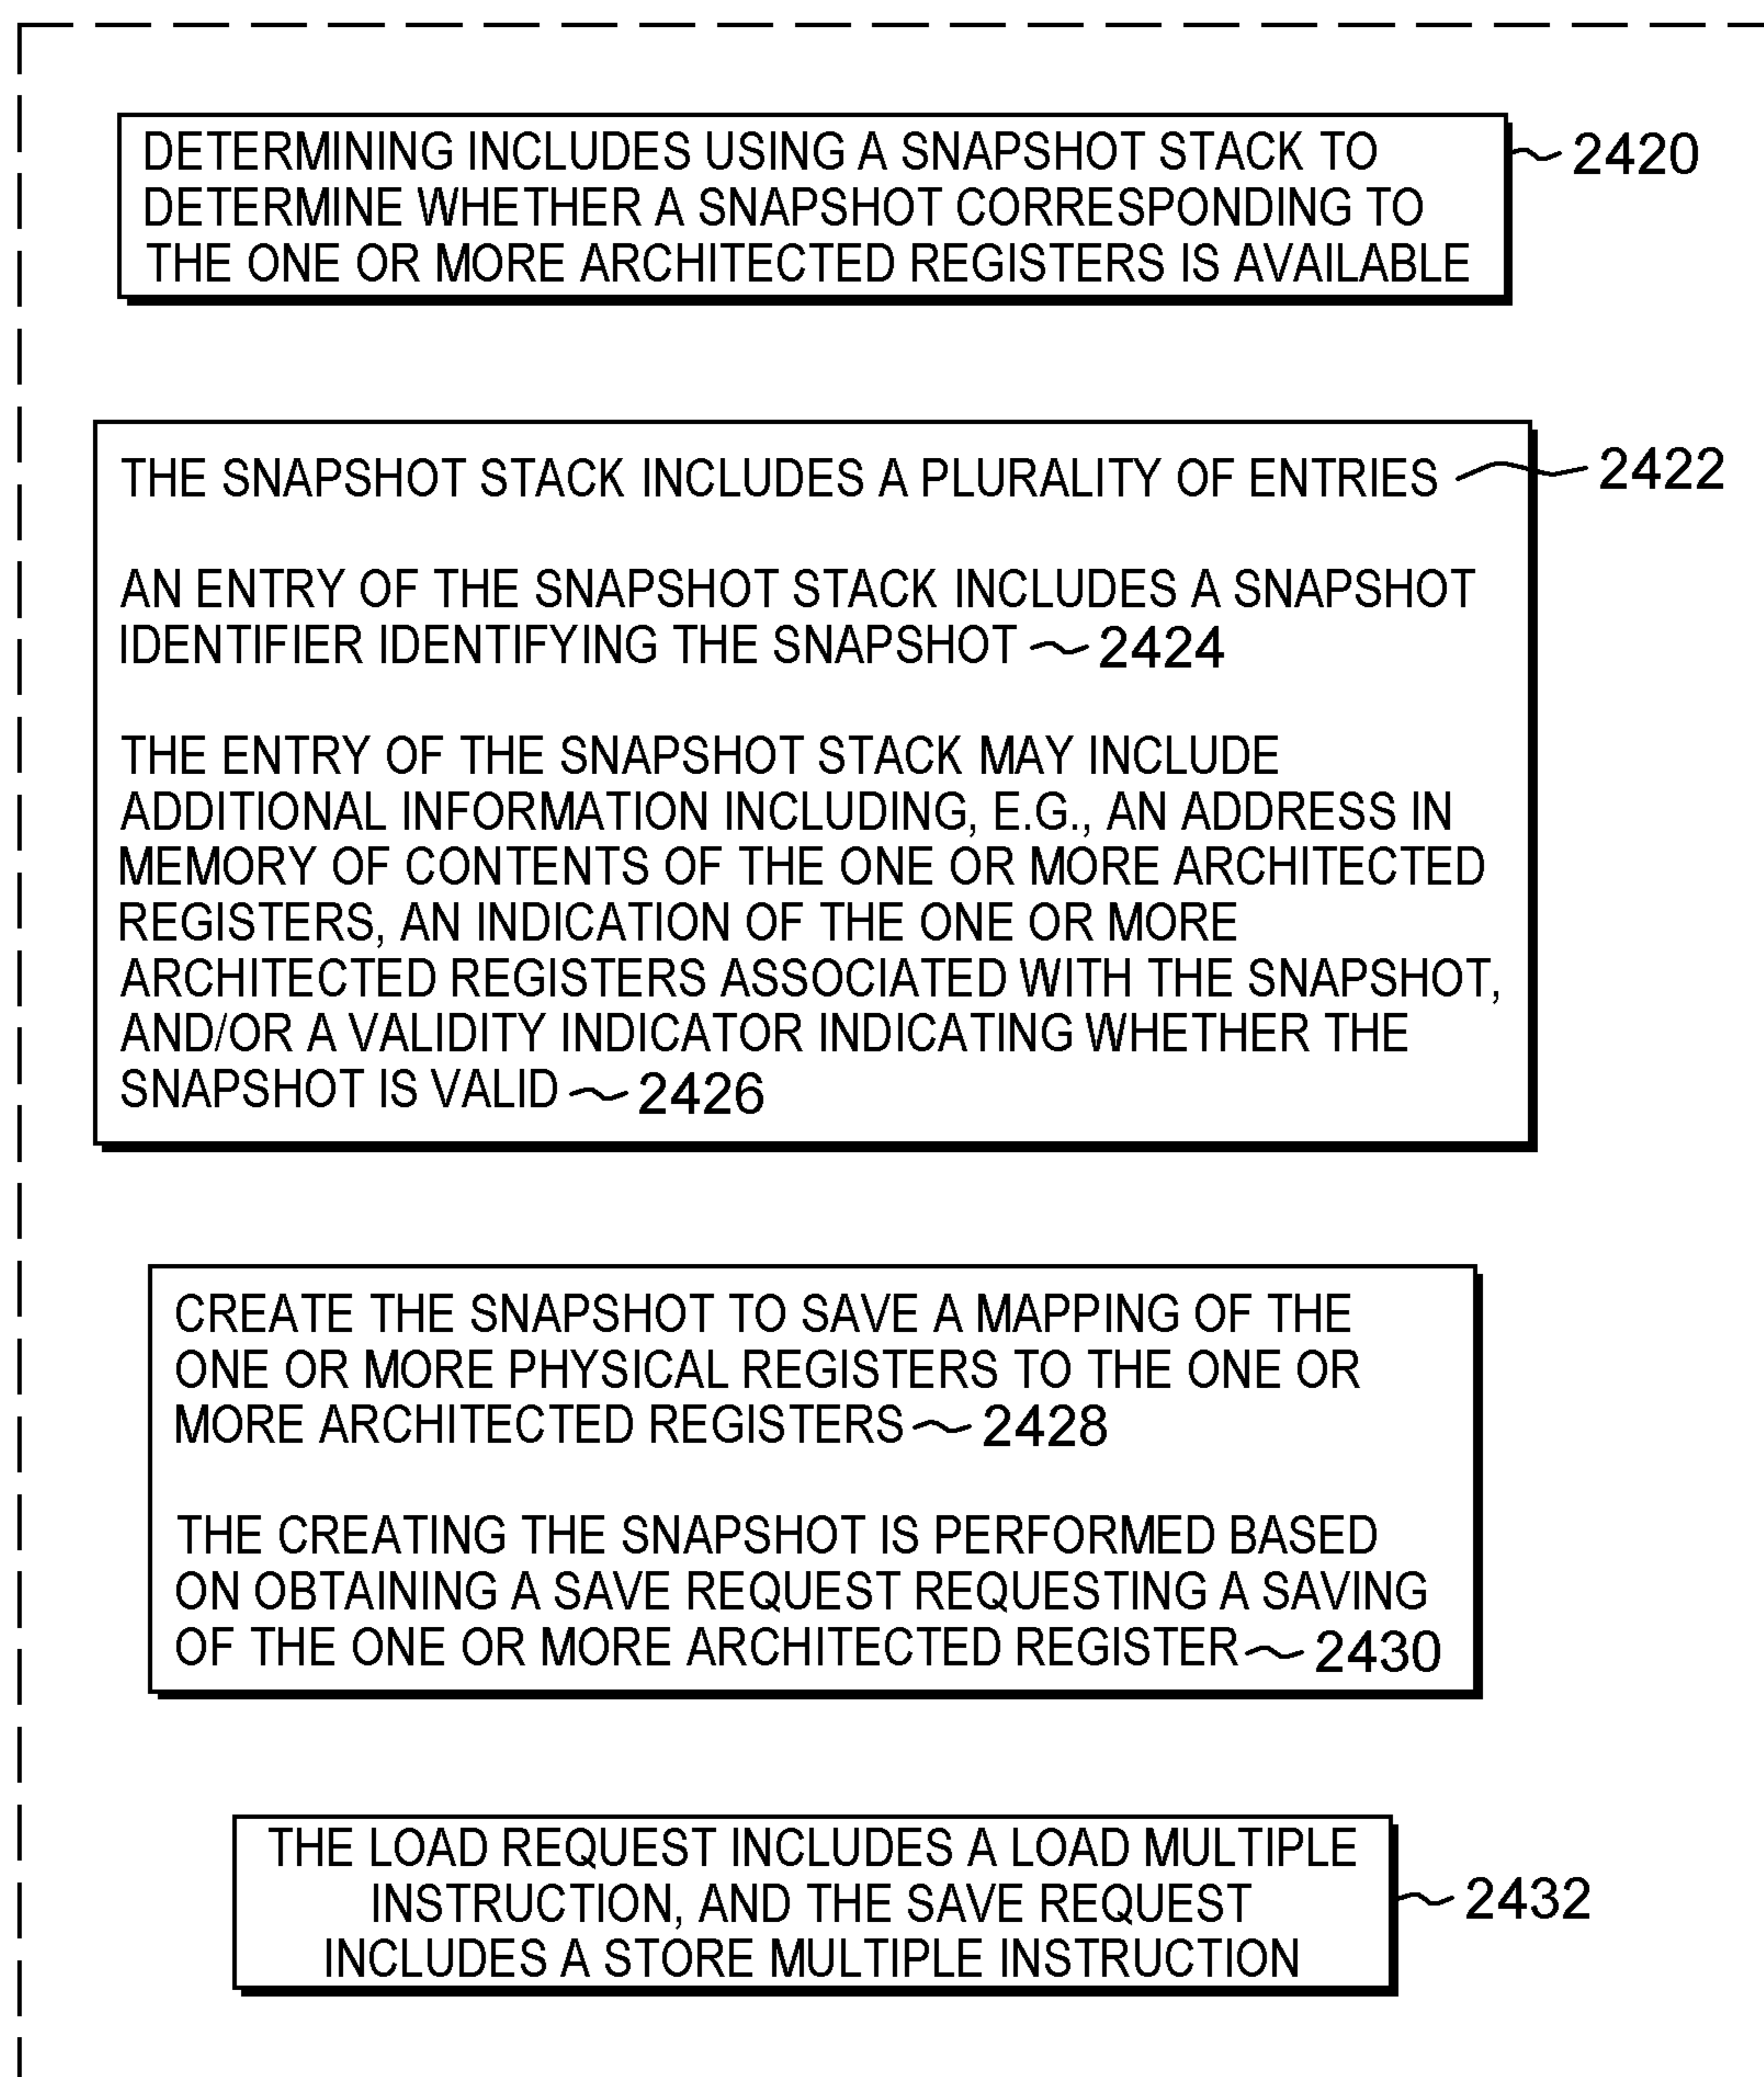 DETERMINING INCLUDES USING A SNAPSHOT STACK TO 2420
DETERMINE WHETHER A SNAPSHOT CORRESPONDING TO
THE ONE OR MORE ARCHITECTED REGISTERS IS AVAILABLE
THE SNAPSHOT STACK INCLUDES A PLURALITY OF ENTRIES 2422
AN ENTRY OF THE SNAPSHOT STACK INCLUDES A SNAPSHOT
IDENTIFIER IDENTIFYING THE SNAPSHOT 2424
THE ENTRY OF THE SNAPSHOT STACK MAY INCLUDE
ADDITIONAL INFORMATION INCLUDING, E.G., AN ADDRESS IN
MEMORY OF CONTENTS OF THE ONE OR MORE ARCHITECTED
REGISTERS, AN INDICATION OF THE ONE OR MORE
ARCHITECTED REGISTERS ASSOCIATED WITH THE SNAPSHOT,
AND/OR A VALIDITY INDICATOR INDICATING WHETHER THE
SNAPSHOT IS VALID 2426
CREATE THE SNAPSHOT TO SAVE A MAPPING OF THE
ONE OR MORE PHYSICAL REGISTERS TO THE ONE OR
MORE ARCHITECTED REGISTERS 2428
THE CREATING THE SNAPSHOT IS PERFORMED BASED
ON OBTAINING A SAVE REQUEST REQUESTING A SAVING
OF THE ONE OR MORE ARCHITECTED REGISTER 2430
THE LOAD REQUEST INCLUDES A LOAD MULTIPLE
INSTRUCTION, AND THE SAVE REQUEST 2432
INCLUDES A STORE MULTIPLE INSTRUCTION